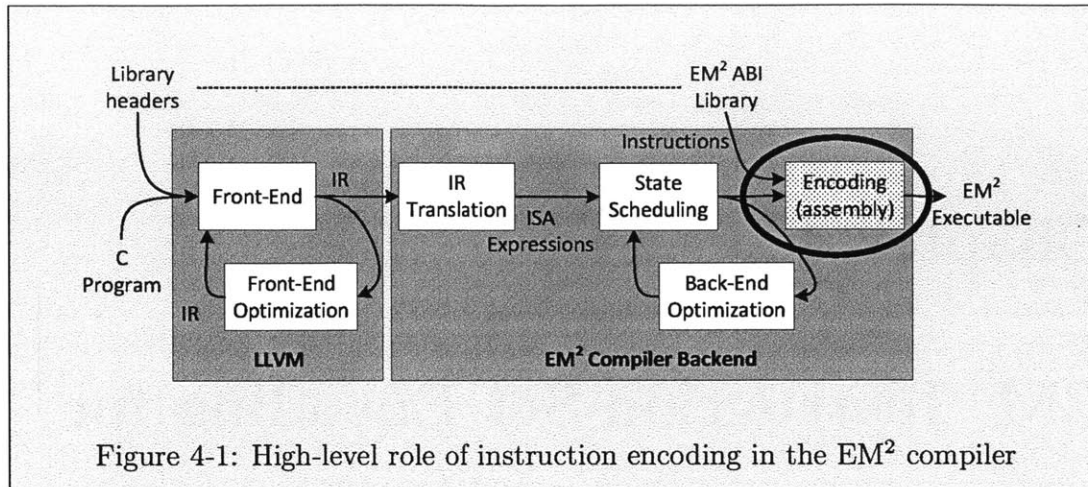 Library
headers
EM² ABI
Library
Instructions
Front-End
IR
IR
Translation
ISA
Expressions
State
Scheduling
Encoding
(assembly)
EM²
Executable
C
Program
IR
Front-End
Optimization
Back-End
Optimization
LLVM
EM² Compiler Backend
Figure 4-1: High-level role of instruction encoding in the EM² compiler